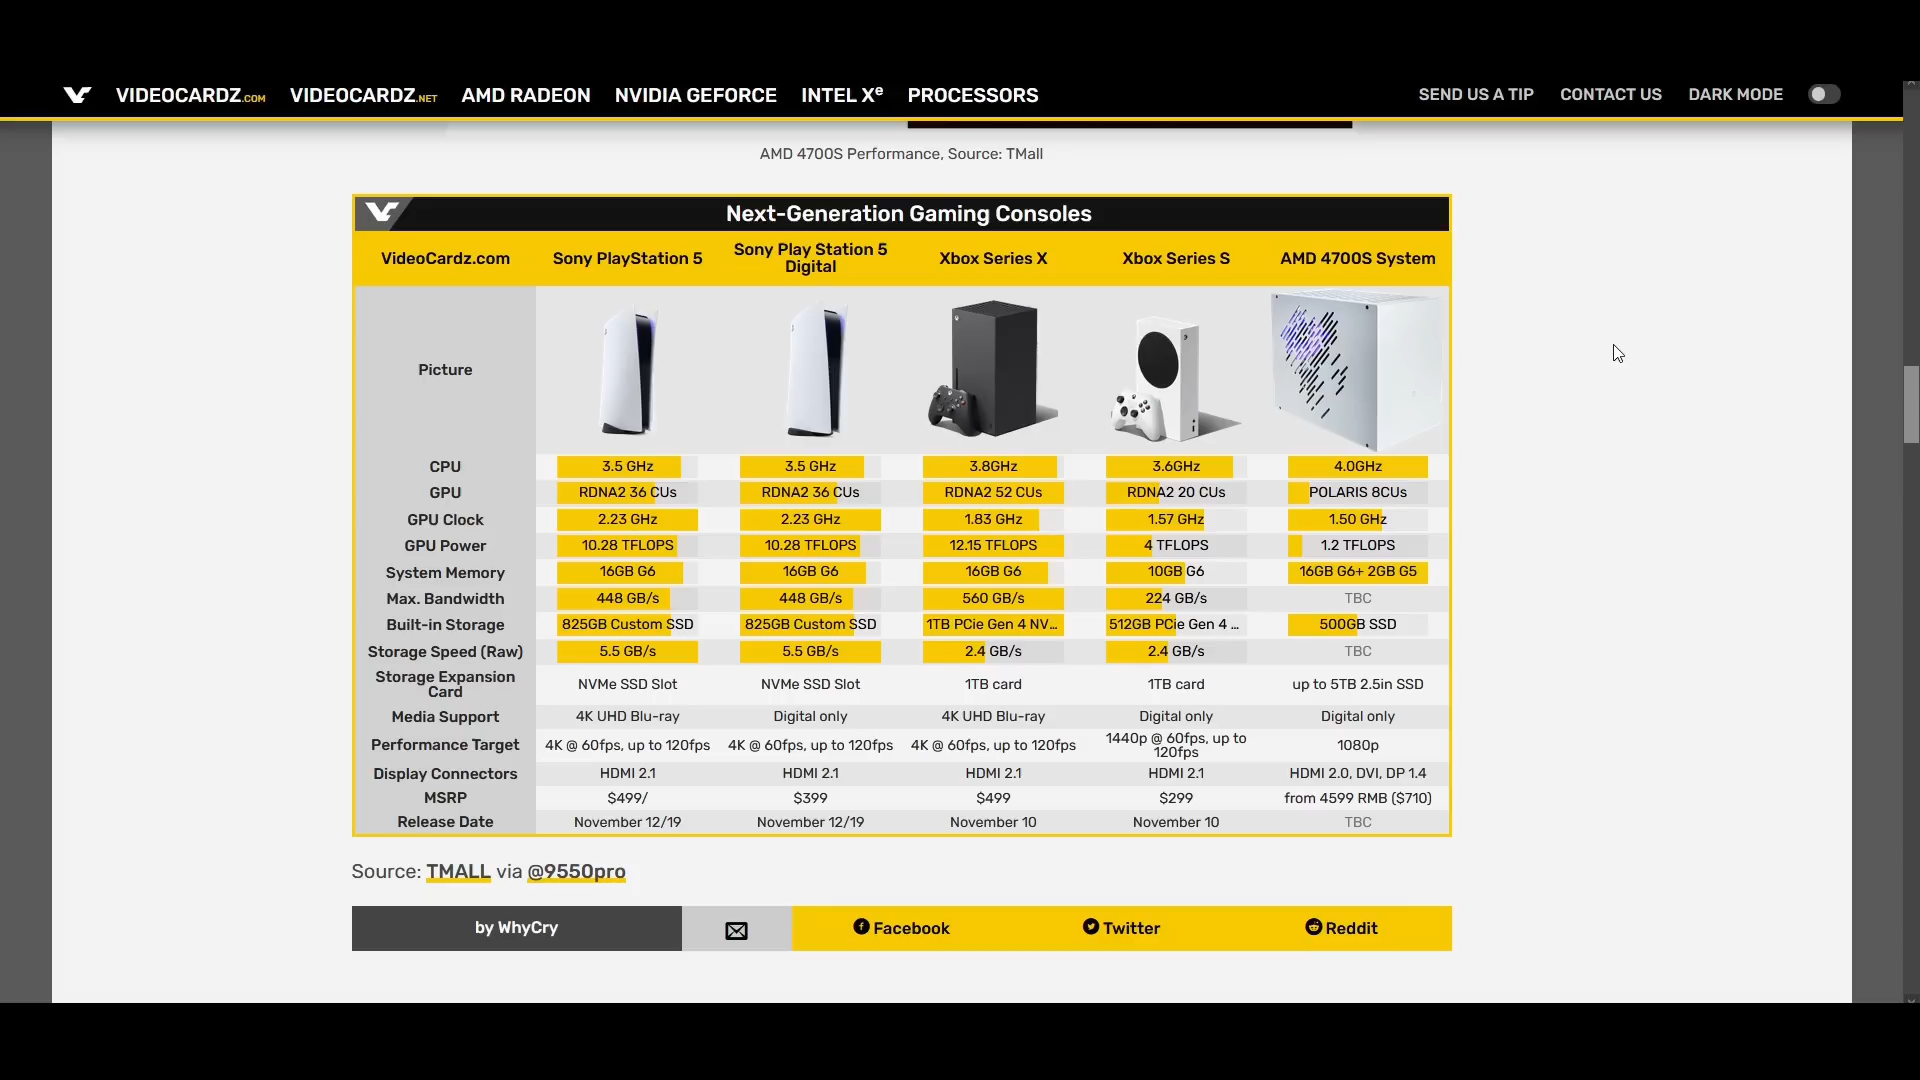 VIDEOCARDZ.COM VIDEOCARDZ.NET AMD RADEON NVIDIA GEFORCE INTEL Xe PROCESSORS SEND US A TIP CONTACT US DARK MODE
AMD 4700S Performance, Source: TMall
Next-Generation Gaming Consoles
VideoCardz.com Sony PlayStation 5 Sony Play Station 5 Digital Xbox Series X Xbox Series S AMD 4700S System
Picture
CPU 3.5 GHz 3.5 GHz 3.8GHz 3.6GHz 4.0GHz
GPU RDNA2 36 CUs RDNA2 36 CUs RDNA2 52 CUs RDNA2 20 CUs POLARIS 8CUs
GPU Clock 2.23 GHz 2.23 GHz 1.83 GHz 1.57 GHz 1.50 GHz
GPU Power 10.28 TFLOPS 10.28 TFLOPS 12.15 TFLOPS 4 TFLOPS 1.2 TFLOPS
System Memory 16GB G6 16GB G6 16GB G6 10GB G6 16GB G6+ 2GB G5
Max. Bandwidth 448 GB/s 448 GB/s 560 GB/s 224 GB/s TBC
Built-in Storage 825GB Custom SSD 825GB Custom SSD 1TB PCie Gen 4 NV... 512GB PCie Gen 4 ... 500GB SSD
Storage Speed (Raw) 5.5 GB/s 5.5 GB/s 2.4 GB/s 2.4 GB/s TBC
Storage Expansion Card NVMe SSD Slot NVMe SSD Slot 1TB card 1TB card up to 5TB 2.5in SSD
Media Support 4K UHD Blu-ray Digital only 4K UHD Blu-ray Digital only Digital only
Performance Target 4K @ 60fps, up to 120fps 4K @ 60fps, up to 120fps 4K @ 60fps, up to 120fps 1440p @ 60fps, up to 120fps 1080p
Display Connectors HDMI 2.1 HDMI 2.1 HDMI 2.1 HDMI 2.1 HDMI 2.0, DVI, DP 1.4
MSRP $499/ $399 $499 $299 from 4599 RMB ($710)
Release Date November 12/19 November 12/19 November 10 November 10 TBC
Source: TMALL via @9550pro
by WhyCry Facebook Twitter Reddit